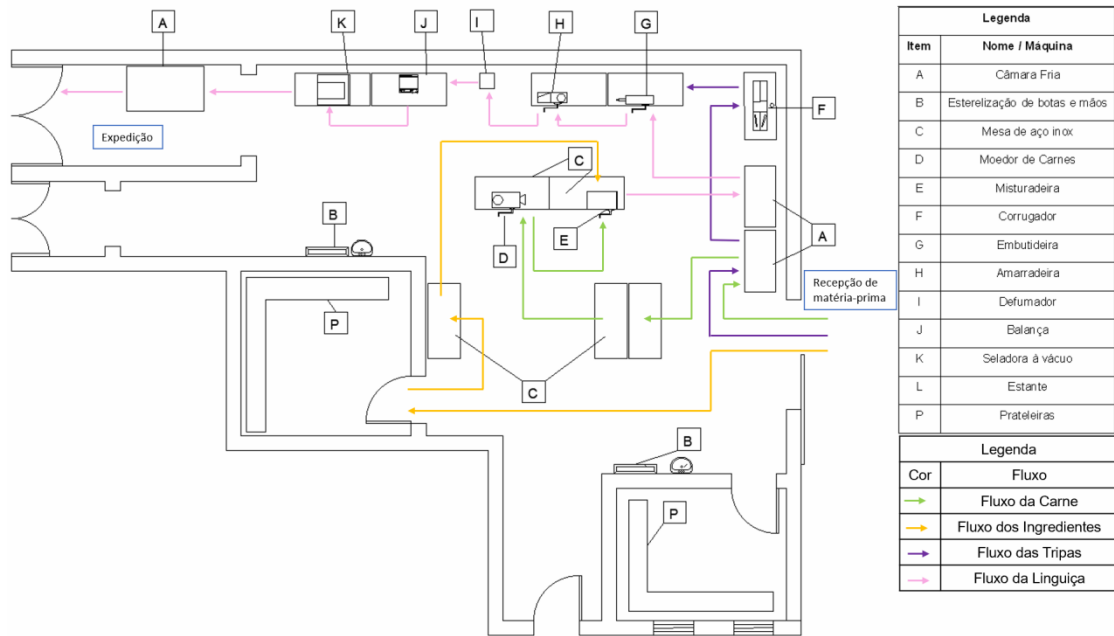 A
K
J
I
H
G
F
Expedição
C
B
D
E
A
Recepção de
matéria-prima
P
C
B
P
Legenda
Item Nome / Máquina
A Câmara Fria
B Esterelização de botas e mãos
C Mesa de aço inox
D Moedor de Carnes
E Misturadeira
F Corrugador
G Embutideira
H Amarradeira
I Defumador
J Balança
K Seladora à vácuo
L Estante
P Prateleiras
Legenda
Cor Fluxo
Fluxo da Carne
Fluxo dos Ingredientes
Fluxo das Tripas
Fluxo da Linguiça